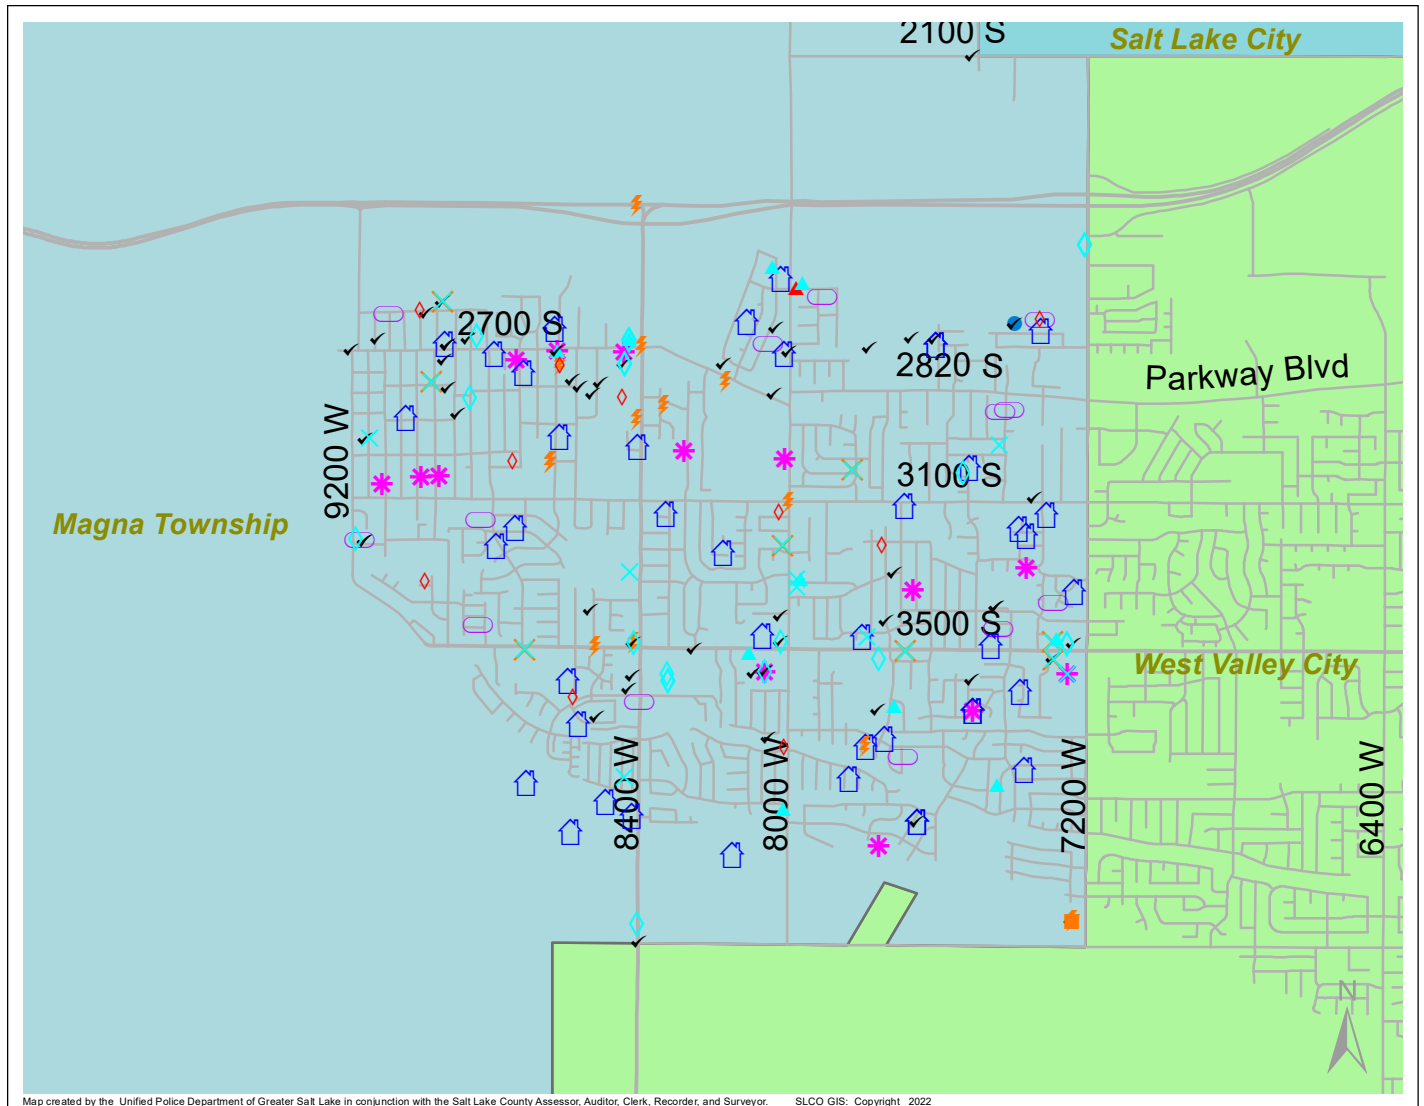 2100 S
Salt Lake City
2700 S
2820 S
Parkway Blvd
9200 W
3100 S
Magna Township
3500 S
West Valley City
8400 W
8000 W
7200 W
6400 W
N
Map created by the Unified Police Department of Greater Salt Lake in conjunction with the Salt Lake County Assessor, Auditor, Clerk, Recorder, and Surveyor. SLCO GIS: Copyright 2022